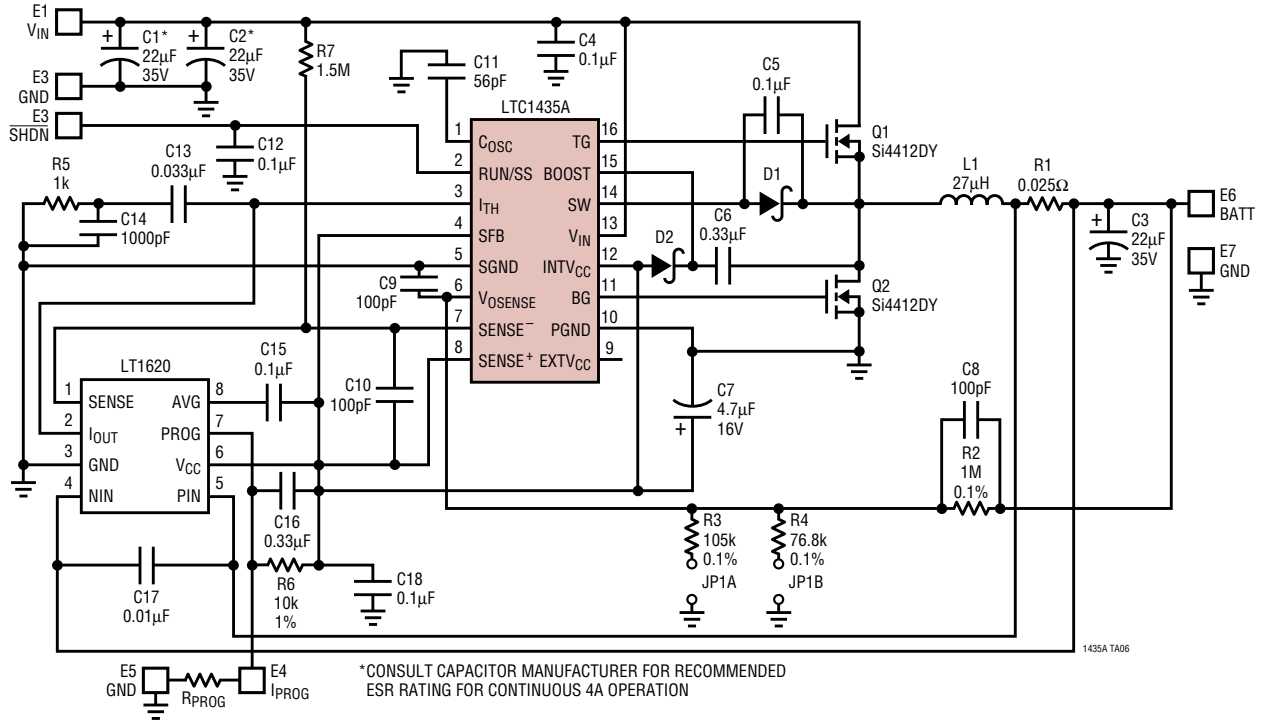 E1
VIN
+
C1*
22µF
35V
+
C2*
22µF
35V
R7
1.5M
C4
0.1µF
C11
56pF
C5
0.1µF
E3
GND
E3
SHDN
C12
0.1µF
LTC1435A
1
COSC
2
RUN/SS
3
ITH
4
SFB
5
SGND
6
VOSENSE
7
SENSE−
8
SENSE+
TG
16
BOOST
15
SW
14
VIN
13
INTVCC
12
BG
11
PGND
10
EXTVCC
9
Q1
Si4412DY
D1
L1
27µH
R1
0.025Ω
E6
BATT
+
C3
22µF
35V
E7
GND
R5
1k
C13
0.033µF
C14
1000pF
D2
C6
0.33µF
Q2
Si4412DY
C9
100pF
C15
0.1µF
C10
100pF
C7
4.7µF
16V
+
C8
100pF
R2
1M
0.1%
LT1620
1
SENSE
2
IOUT
3
GND
4
NIN
AVG
8
PROG
7
VCC
6
PIN
5
C16
0.33µF
R3
105k
0.1%
JP1A
R4
76.8k
0.1%
JP1B
C17
0.01µF
R6
10k
1%
C18
0.1µF
1435A TA06
E5
GND
RPROG
E4
IPROG
*CONSULT CAPACITOR MANUFACTURER FOR RECOMMENDED
ESR RATING FOR CONTINUOUS 4A OPERATION